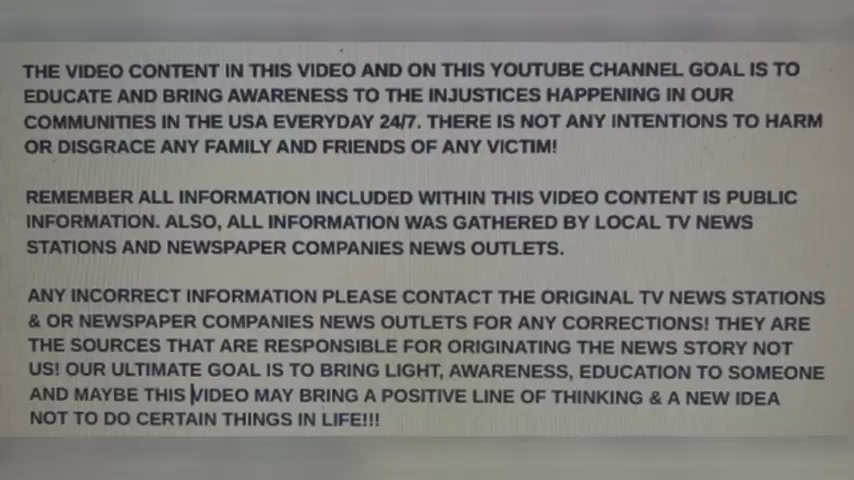 THE VIDEO CONTENT IN THIS VIDEO AND ON THIS YOUTUBE CHANNEL GOAL IS TO
EDUCATE AND BRING AWARENESS TO THE INJUSTICES HAPPENING IN OUR
COMMUNITIES IN THE USA EVERYDAY 24/7. THERE IS NOT ANY INTENTIONS TO HARM
OR DISGRACE ANY FAMILY AND FRIENDS OF ANY VICTIM!
REMEMBER ALL INFORMATION INCLUDED WITHIN THIS VIDEO CONTENT IS PUBLIC
INFORMATION. ALSO, ALL INFORMATION WAS GATHERED BY LOCAL TV NEWS
STATIONS AND NEWSPAPER COMPANIES NEWS OUTLETS.
ANY INCORRECT INFORMATION PLEASE CONTACT THE ORIGINAL TV NEWS STATIONS
& OR NEWSPAPER COMPANIES NEWS OUTLETS FOR ANY CORRECTIONS! THEY ARE
THE SOURCES THAT ARE RESPONSIBLE FOR ORIGINATING THE NEWS STORY NOT
US! OUR ULTIMATE GOAL IS TO BRING LIGHT, AWARENESS, EDUCATION TO SOMEONE
AND MAYBE THIS VIDEO MAY BRING A POSITIVE LINE OF THINKING & A NEW IDEA
NOT TO DO CERTAIN THINGS IN LIFE!!!